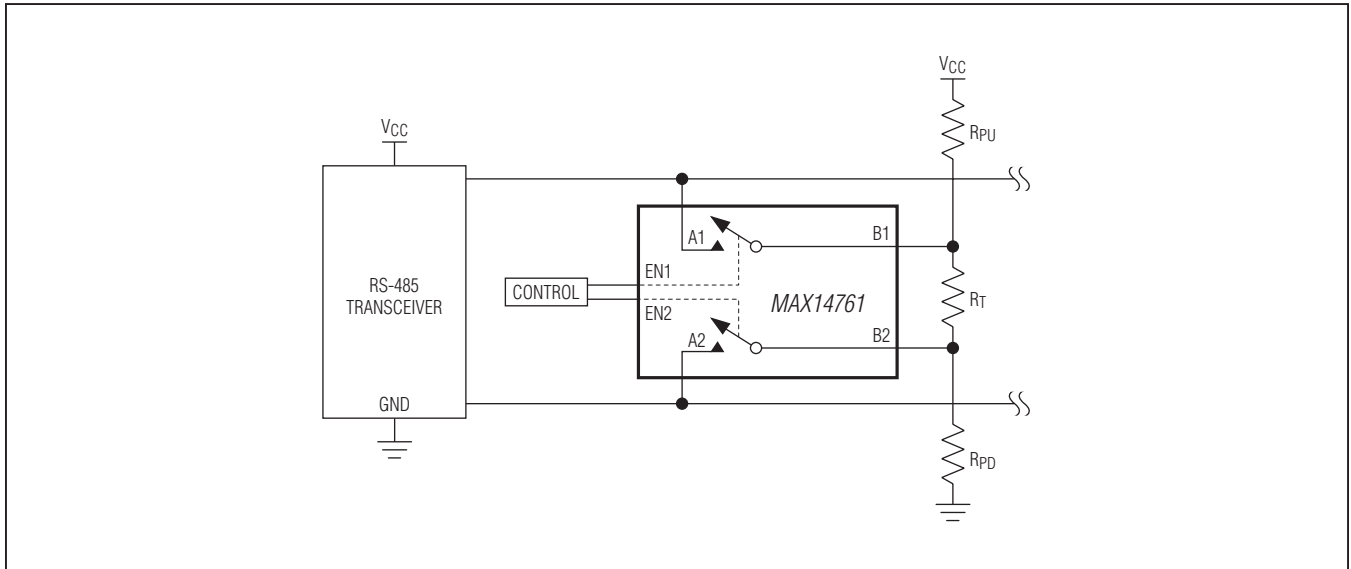 VCC
RPU
VCC
A1
B1
EN1
RS-485
TRANSCEIVER
CONTROL
MAX14761
RT
EN2
A2
B2
GND
RPD